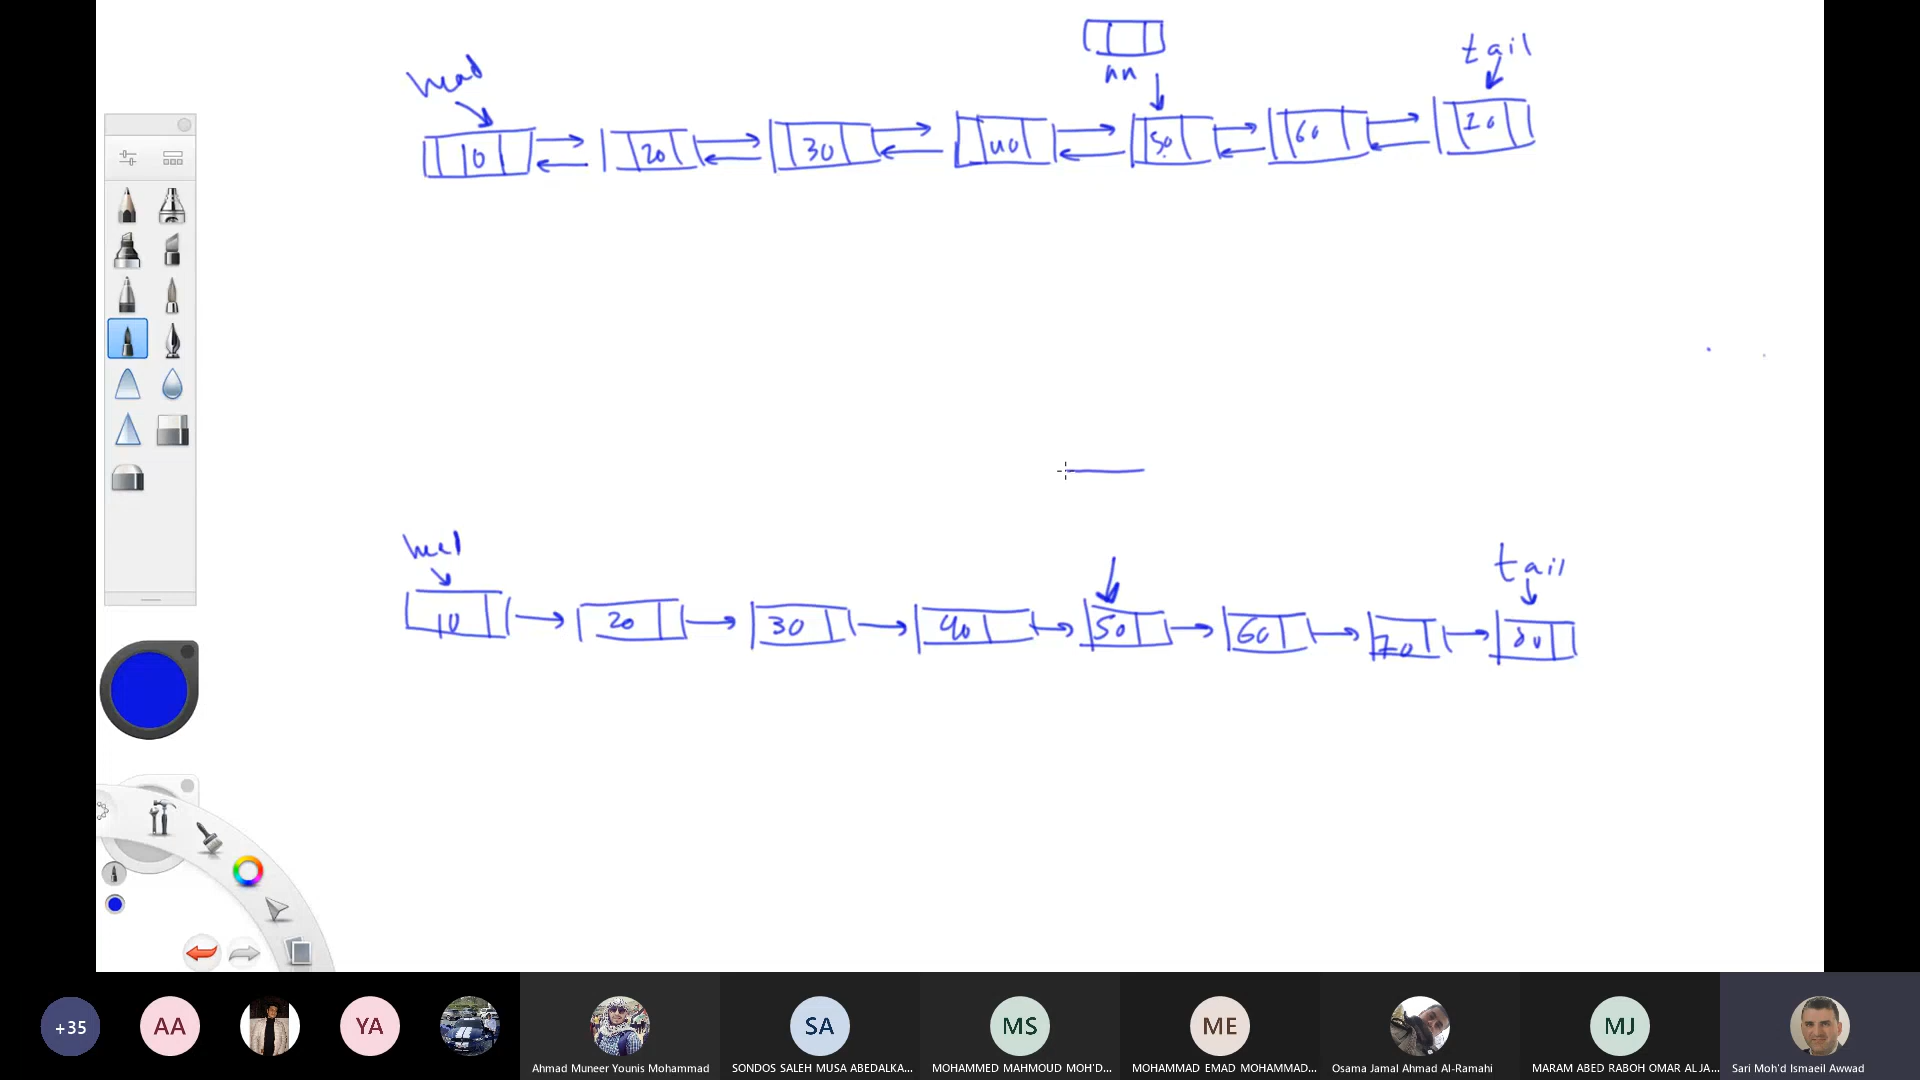 nn
head
tail
10 20 30 40 50 60 70
head
tail
10 20 30 40 50 60 70 80
+35 AA YA SA MS ME MJ
Ahmad Muneer Younis Mohammad SONDOS SALEH MUSA ABEDALKA... MOHAMMED MAHMOUD MOH'D... MOHAMMAD EMAD MOHAMMAD... Osama Jamal Ahmad Al-Ramahi MARAM ABED RABOH OMAR AL JA... Sari Moh'd Ismaeil Awwad